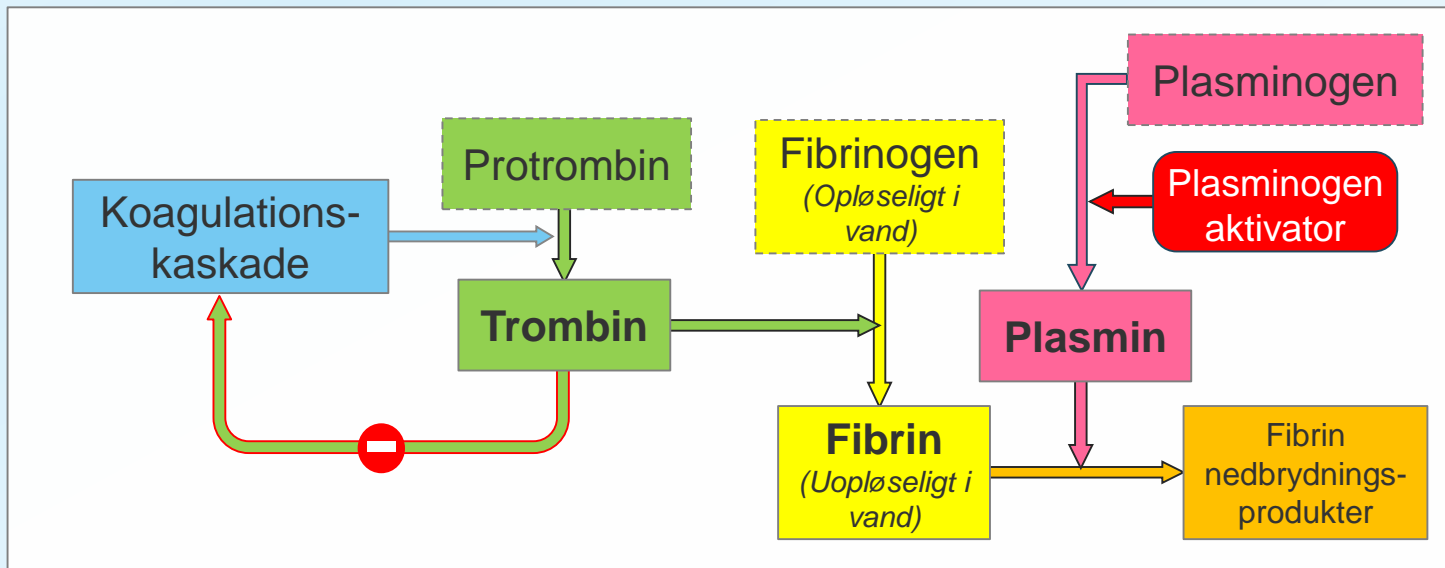 Plasminogen
Protrombin
Fibrinogen
(Opløseligt i
vand)
Plasminogen
aktivator
Koagulations-
kaskade
Trombin
Plasmin
Fibrin
(Uopløseligt i
vand)
Fibrin
nedbrydnings-
produkter